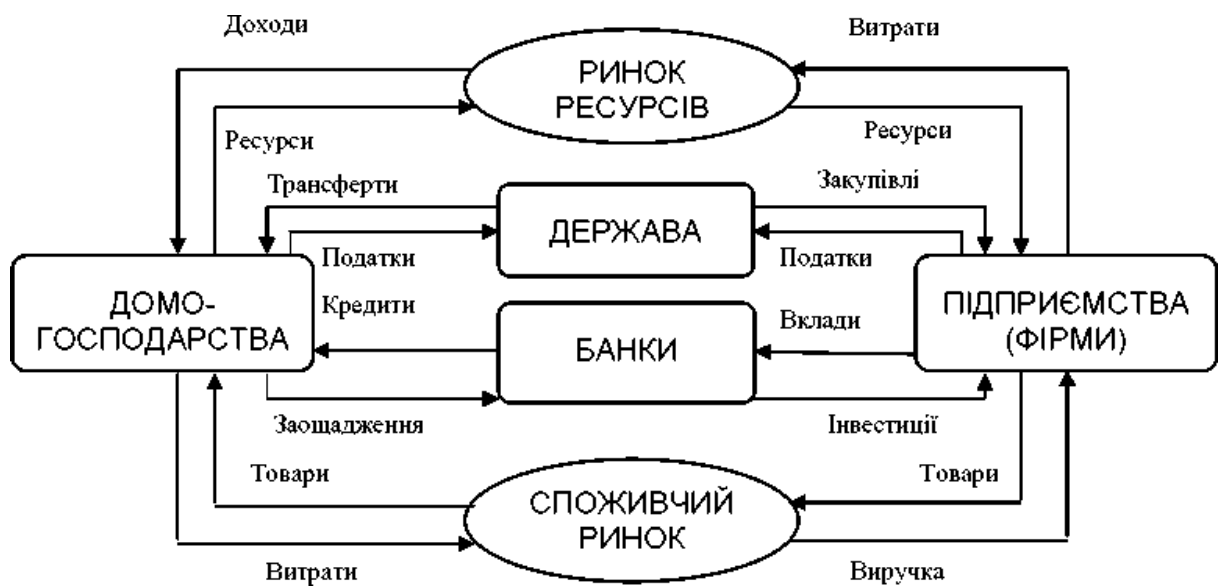 Доходи
Витрати
РИНОК
РЕСУРСІВ
Ресурси
Ресурси
Трансферти
Закупівлі
ДЕРЖАВА
Податки
Податки
ДОМО-
ГОСПОДАРСТВА
ПІДПРИЄМСТВА
(ФІРМИ)
Кредити
Вклади
БАНКИ
Заощадження
Інвестиції
Товари
Товари
СПОЖИВЧИЙ
РИНОК
Витрати
Виручка